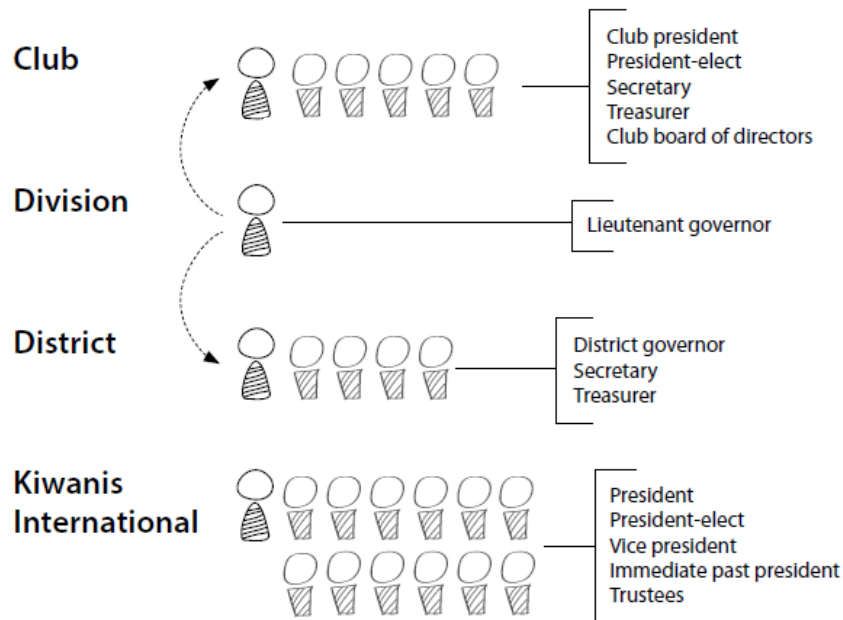 Club
Club president
President-elect
Secretary
Treasurer
Club board of directors
Division
Lieutenant governor
District
District governor
Secretary
Treasurer
Kiwanis
International
President
President-elect
Vice president
Immediate past president
Trustees